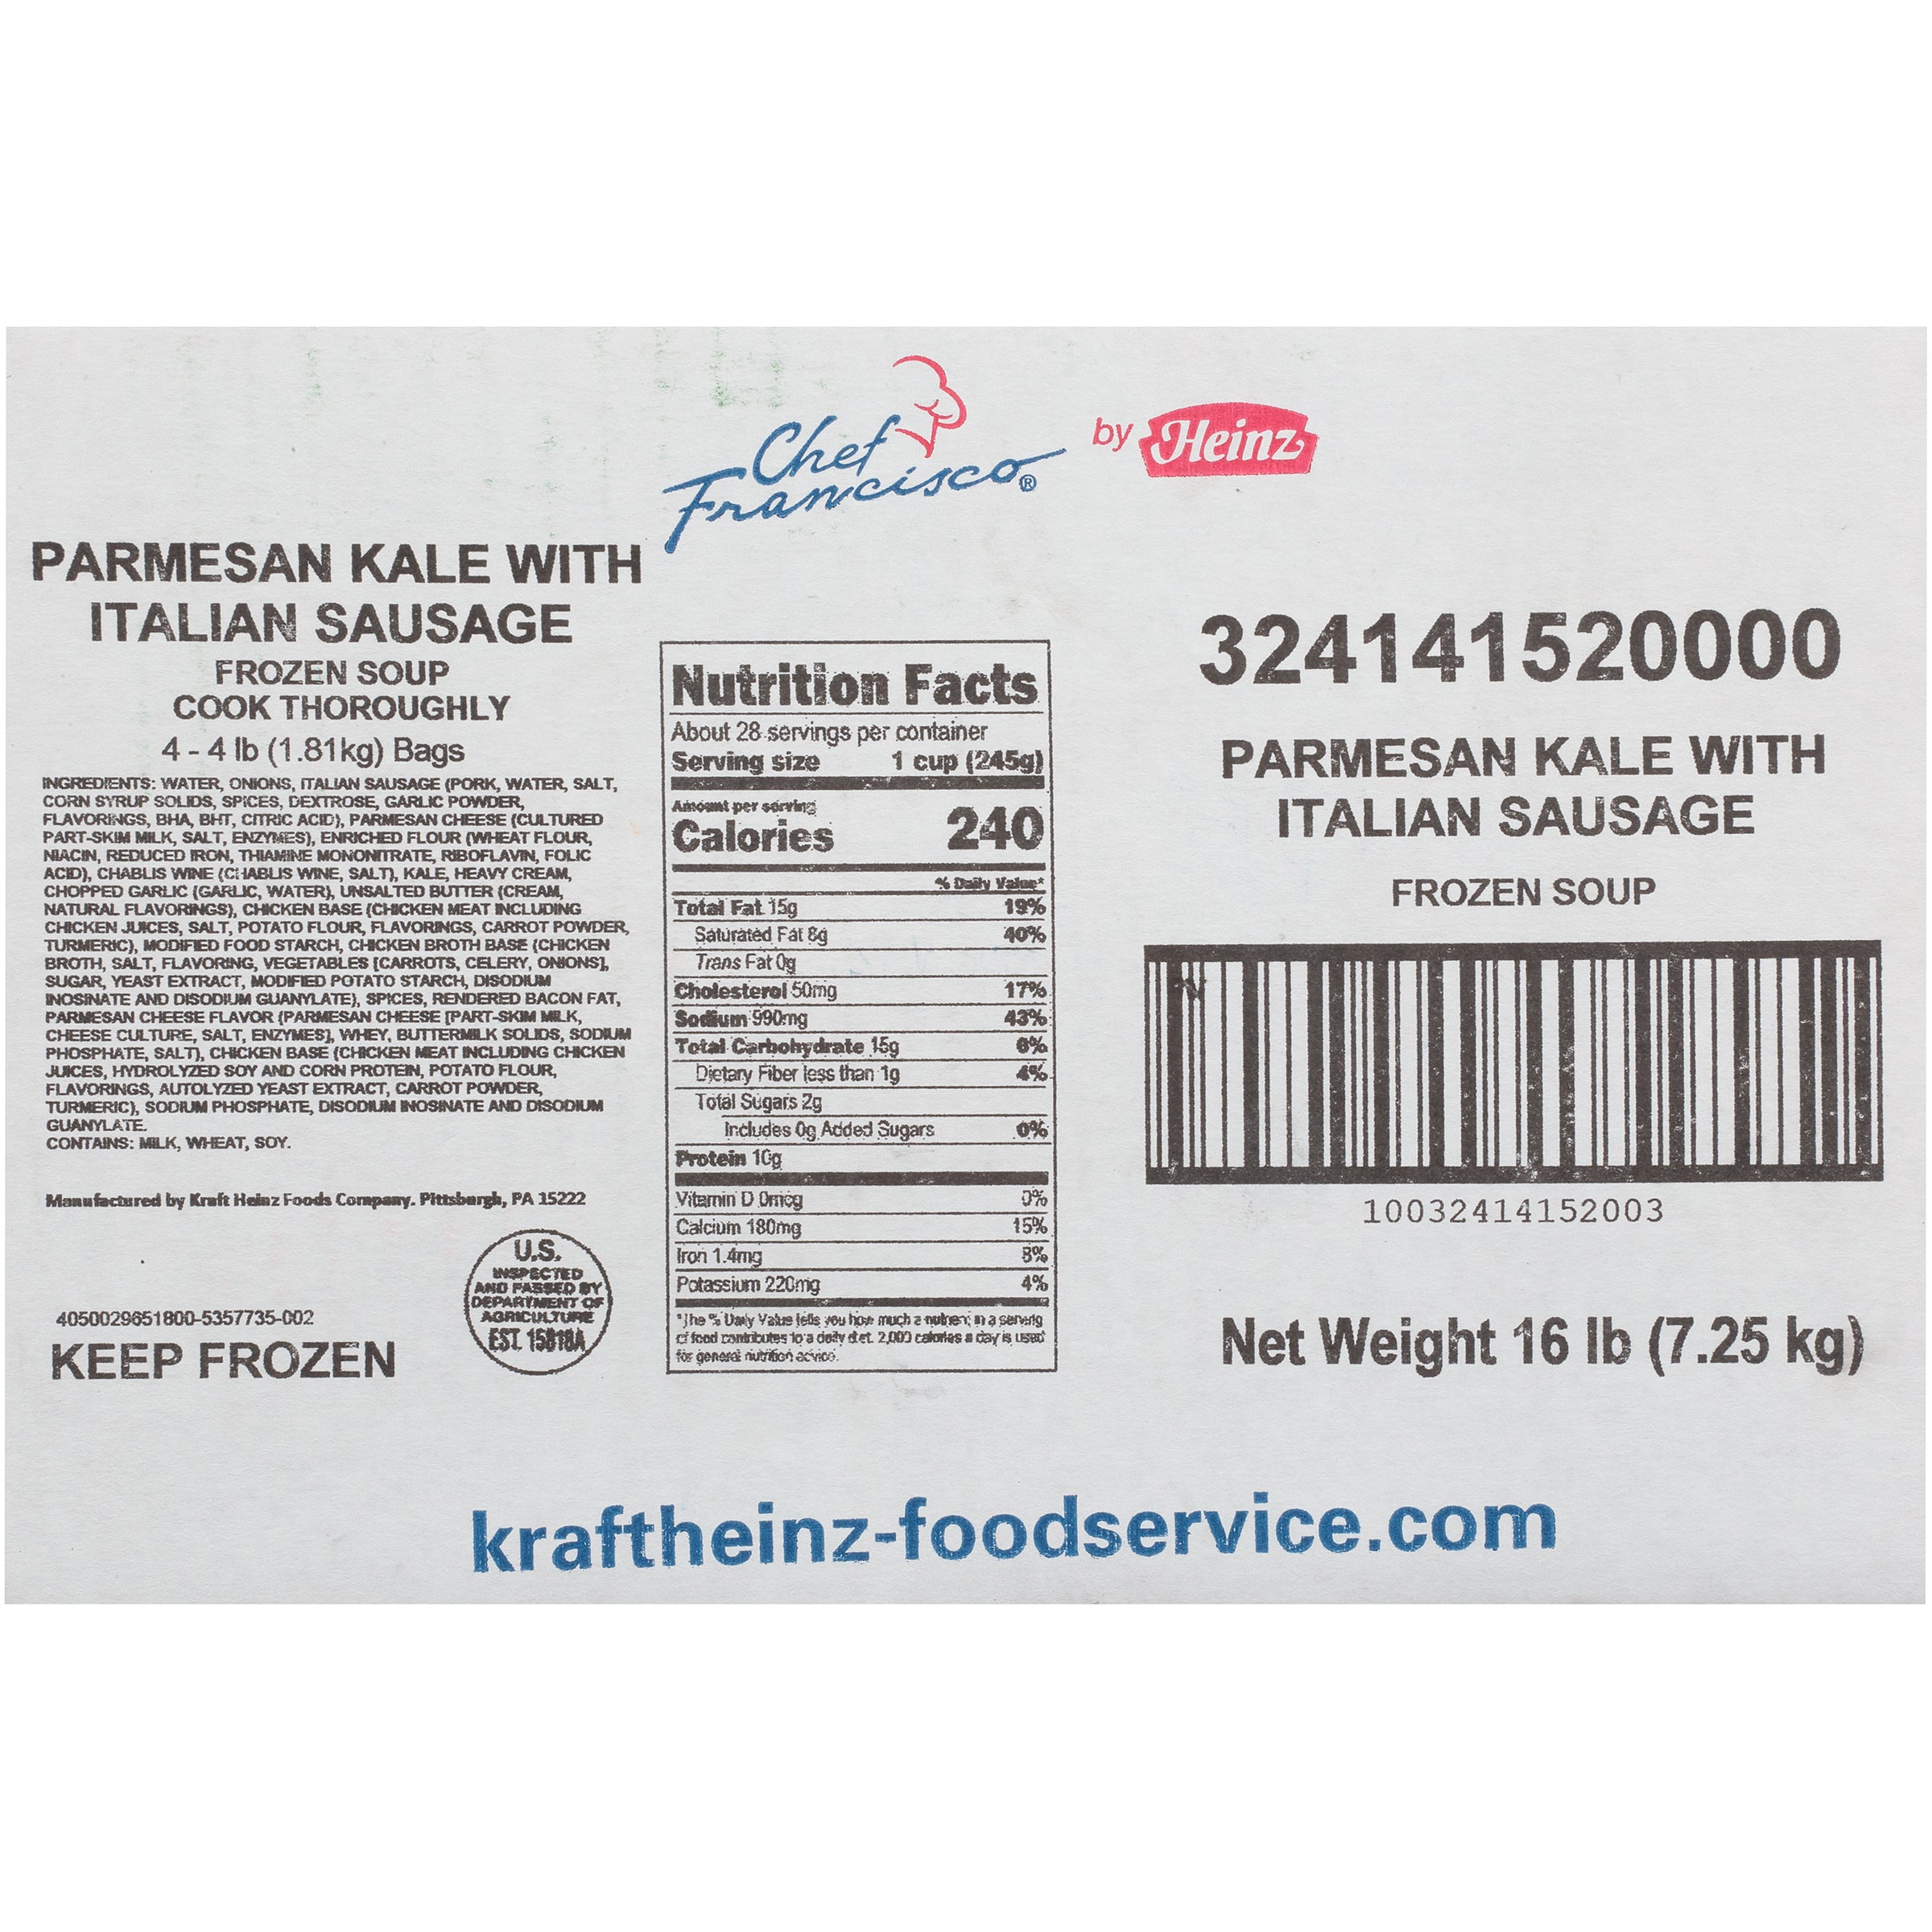 Chef
Francisco®
by Heinz
PARMESAN KALE WITH
ITALIAN SAUSAGE
FROZEN SOUP
COOK THOROUGHLY
4 - 4 lb (1.81kg) Bags
INGREDIENTS: WATER, ONIONS, ITALIAN SAUSAGE (PORK, WATER, SALT,
CORN SYRUP SOLIDS, SPICES, DEXTROSE, GARLIC POWDER,
FLAVORINGS, BHA, BHT, CITRIC ACID), PARMESAN CHEESE (CULTURED
PART-SKIM MILK, SALT, ENZYMES), ENRICHED FLOUR (WHEAT FLOUR,
NIACIN, REDUCED IRON, THIAMINE MONONITRATE, RIBOFLAVIN, FOLIC
ACID), CHABLIS WINE (CHABLIS WINE, SALT), KALE, HEAVY CREAM,
CHOPPED GARLIC (GARLIC, WATER), UNSALTED BUTTER (CREAM,
NATURAL FLAVORINGS), CHICKEN BASE (CHICKEN MEAT INCLUDING
CHICKEN JUICES, SALT, POTATO FLOUR, FLAVORINGS, CARROT POWDER,
TURMERIC), MODIFIED FOOD STARCH, CHICKEN BROTH BASE (CHICKEN
BROTH, SALT, FLAVORING, VEGETABLES [CARROTS, CELERY, ONIONS],
SUGAR, YEAST EXTRACT, MODIFIED POTATO STARCH, DISODIUM
INOSINATE AND DISODIUM GUANYLATE), SPICES, RENDERED BACON FAT,
PARMESAN CHEESE FLAVOR (PARMESAN CHEESE [PART-SKIM MILK,
CHEESE CULTURE, SALT, ENZYMES], WHEY, BUTTERMILK SOLIDS, SODIUM
PHOSPHATE, SALT), CHICKEN BASE (CHICKEN MEAT INCLUDING CHICKEN
JUICES, HYDROLYZED SOY AND CORN PROTEIN, POTATO FLOUR,
FLAVORINGS, AUTOLYZED YEAST EXTRACT, CARROT POWDER,
TURMERIC), SODIUM PHOSPHATE, DISODIUM INOSINATE AND DISODIUM
GUANYLATE.
CONTAINS: MILK, WHEAT, SOY.
Manufactured by Kraft Heinz Foods Company. Pittsburgh, PA 15222
U.S.
INSPECTED
AND PASSED BY
DEPARTMENT OF
AGRICULTURE
EST. 15818A
4050029651800-5357735-002
KEEP FROZEN
Nutrition Facts
About 28 servings per container
Serving size 1 cup (245g)
Amount per serving
Calories 240
% Daily Value*
Total Fat 15g 19%
Saturated Fat 8g 40%
Trans Fat 0g
Cholesterol 50mg 17%
Sodium 990mg 43%
Total Carbohydrate 15g 6%
Dietary Fiber less than 1g 4%
Total Sugars 2g
Includes 0g Added Sugars 0%
Protein 10g
Vitamin D 0mcg 0%
Calcium 180mg 15%
Iron 1.4mg 8%
Potassium 220mg 4%
*The % Daily Value tells you how much a nutrient in a serving
of food contributes to a daily diet. 2,000 calories a day is used
for general nutrition advice.
324141520000
PARMESAN KALE WITH
ITALIAN SAUSAGE
FROZEN SOUP
10032414152003
Net Weight 16 lb (7.25 kg)
kraftheinz-foodservice.com